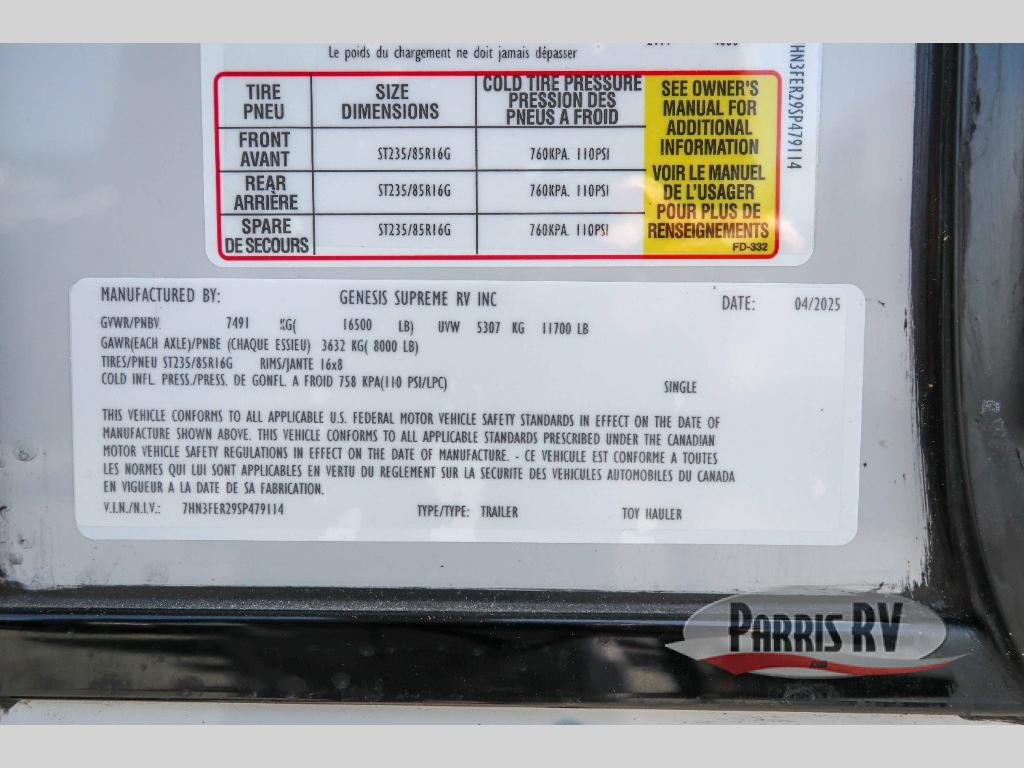 Le poids du chargement ne doit jamais dépasser
7HN3FER29SP479114
TIRE PNEU SIZE DIMENSIONS COLD TIRE PRESSURE PRESSION DES PNEUS A FROID
FRONT AVANT ST235/85R16G 760KPA. 110PSI
REAR ARRIÈRE ST235/85R16G 760KPA. 110PSI
SPARE DE SECOURS ST235/85R16G 760KPA. 110PSI
SEE OWNER'S
MANUAL FOR
ADDITIONAL
INFORMATION
VOIR LE MANUEL
DE L'USAGER
POUR PLUS DE
RENSEIGNEMENTS
FD-332
MANUFACTURED BY: GENESIS SUPREME RV INC DATE: 04/2025
GVWR/PNBV 7491 KG( 16500 LB) UVW 5307 KG 11700 LB
GAWR(EACH AXLE)/PNBE (CHAQUE ESSIEU) 3632 KG( 8000 LB)
TIRES/PNEU ST235/85R16G RIMS/JANTE 16x8
COLD INFL. PRESS./PRESS. DE GONFL. A FROID 758 KPA(110 PSI/LPC) SINGLE
THIS VEHICLE CONFORMS TO ALL APPLICABLE U.S. FEDERAL MOTOR VEHICLE SAFETY STANDARDS IN EFFECT ON THE DATE OF
MANUFACTURE SHOWN ABOVE. THIS VEHICLE CONFORMS TO ALL APPLICABLE STANDARDS PRESCRIBED UNDER THE CANADIAN
MOTOR VEHICLE SAFETY REGULATIONS IN EFFECT ON THE DATE OF MANUFACTURE. - CE VEHICULE EST CONFORME A TOUTES
LES NORMES QUI LUI SONT APPLICABLES EN VERTU DU REGLEMENT SUR LA SECURITE DES VEHICULES AUTOMOBILES DU CANADA
EN VIGUEUR A LA DATE DE SA FABRICATION.
V.I.N./N.I.V.: 7HN3FER29SP479114 TYPE/TYPE: TRAILER TOY HAULER
PARRIS RV